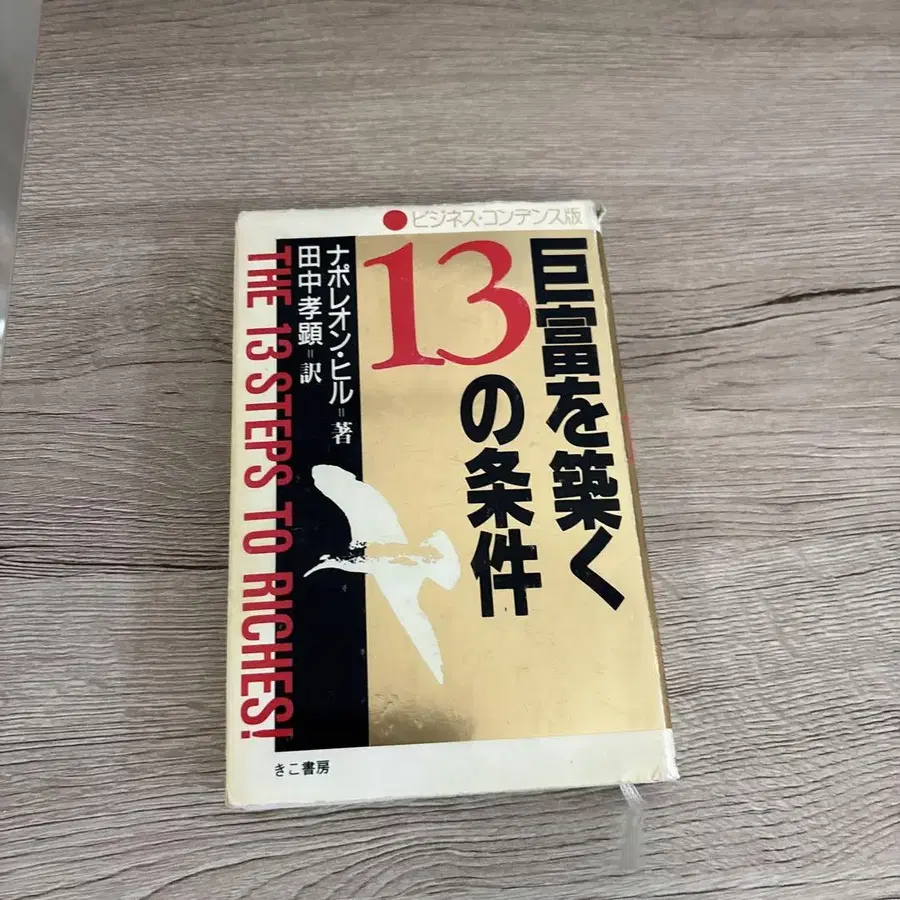 ビジネス・コンデンス版
巨富を築く
13の条件
ナポレオン・ヒル=著
田中孝顕=訳
THE 13 STEPS TO RICHES!
きこ書房